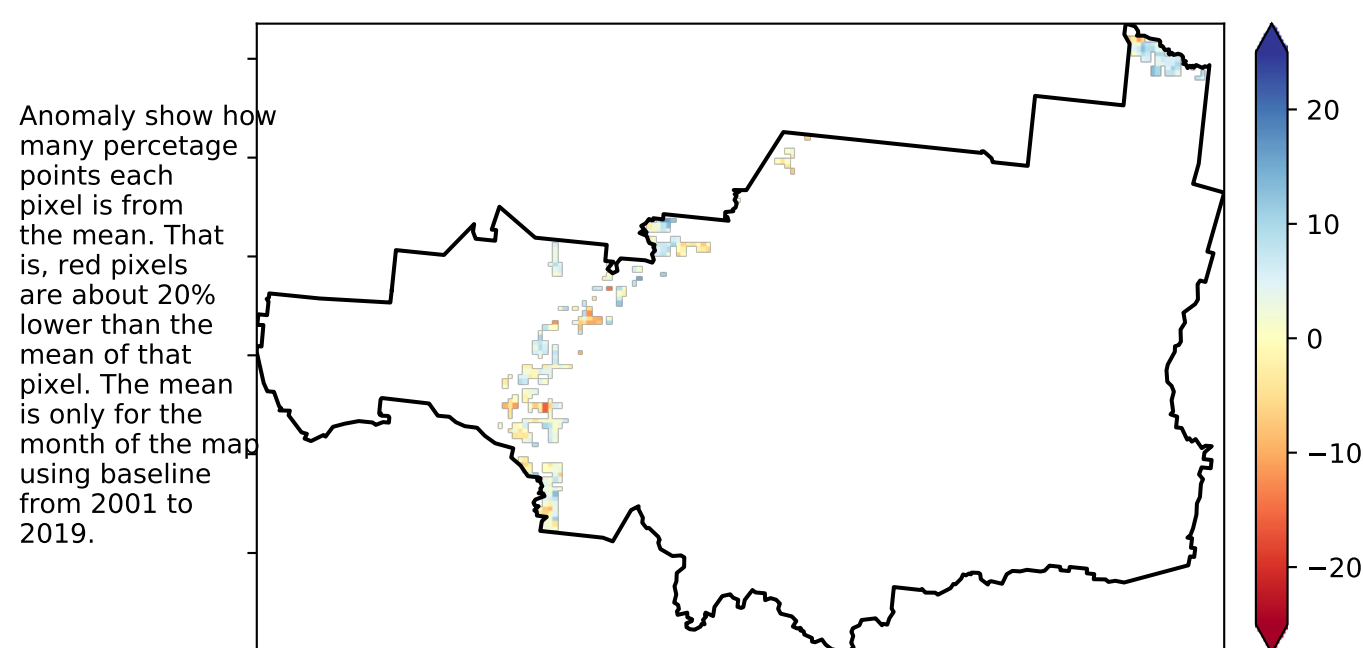 Anomaly show how
many percetage
points each
pixel is from
the mean. That
is, red pixels
are about 20%
lower than the
mean of that
pixel. The mean
is only for the
month of the map
using baseline
from 2001 to
2019.
20
10
0
−10
−20